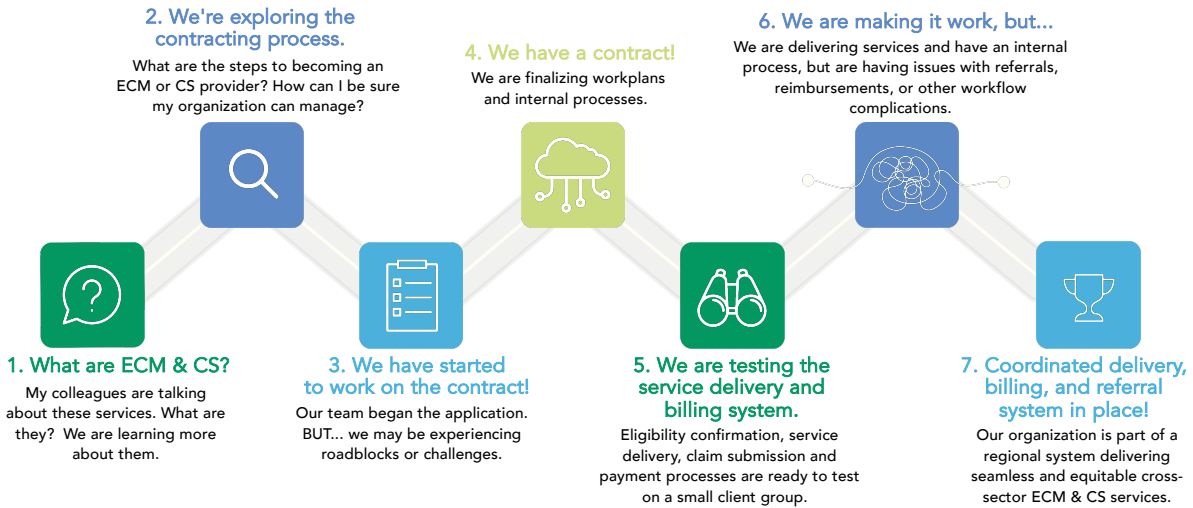 1. What are ECM & CS?
My colleagues are talking
about these services. What are
they?  We are learning more
about them.
2. We're exploring the
contracting process.
What are the steps to becoming an
ECM or CS provider? How can I be sure
my organization can manage?
3. We have started
to work on the contract!
Our team began the application.
BUT... we may be experiencing
roadblocks or challenges.
4. We have a contract!
We are finalizing workplans
and internal processes.
5. We are testing the
service delivery and
billing system.
Eligibility confirmation, service
delivery, claim submission and
payment processes are ready to test
on a small client group.
6. We are making it work, but...
We are delivering services and have an internal
process, but are having issues with referrals,
reimbursements, or other workflow
complications.
7. Coordinated delivery,
billing, and referral
system in place!
Our organization is part of a
regional system delivering
seamless and equitable cross-
sector ECM & CS services.